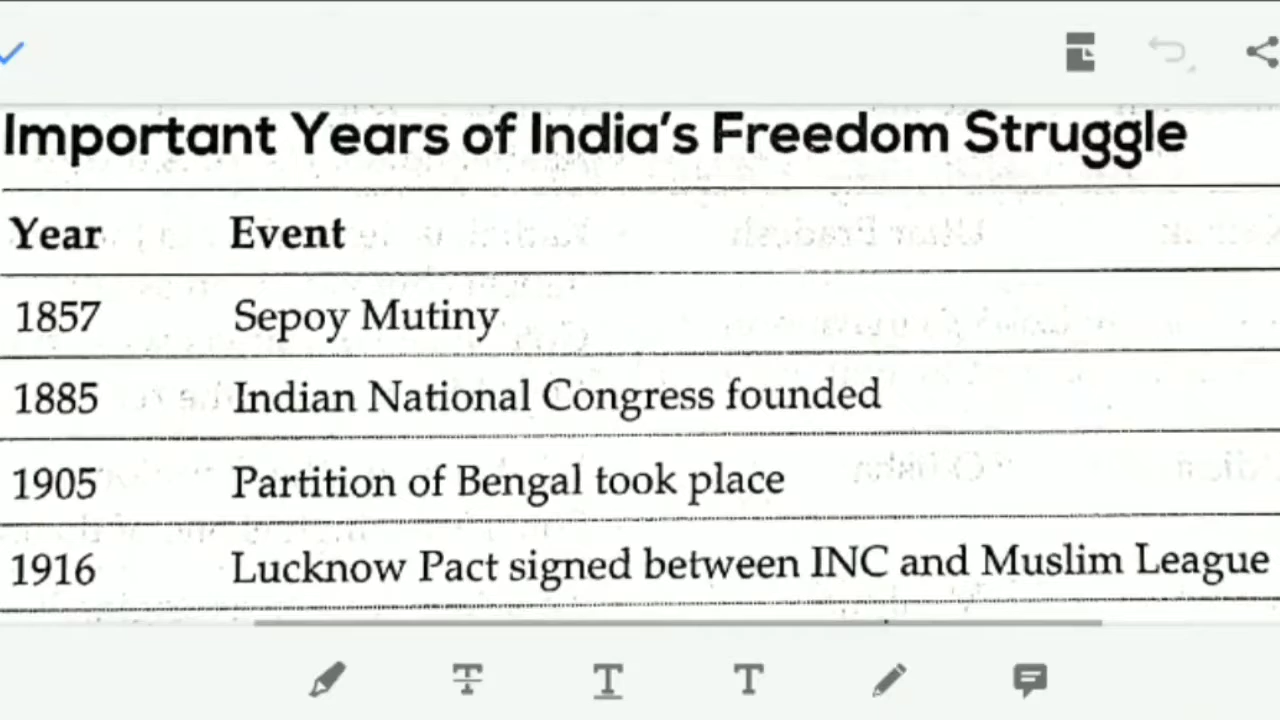 Important Years of India's Freedom Struggle
Year Event
1857 Sepoy Mutiny
1885 Indian National Congress founded
1905 Partition of Bengal took place
1916 Lucknow Pact signed between INC and Muslim League